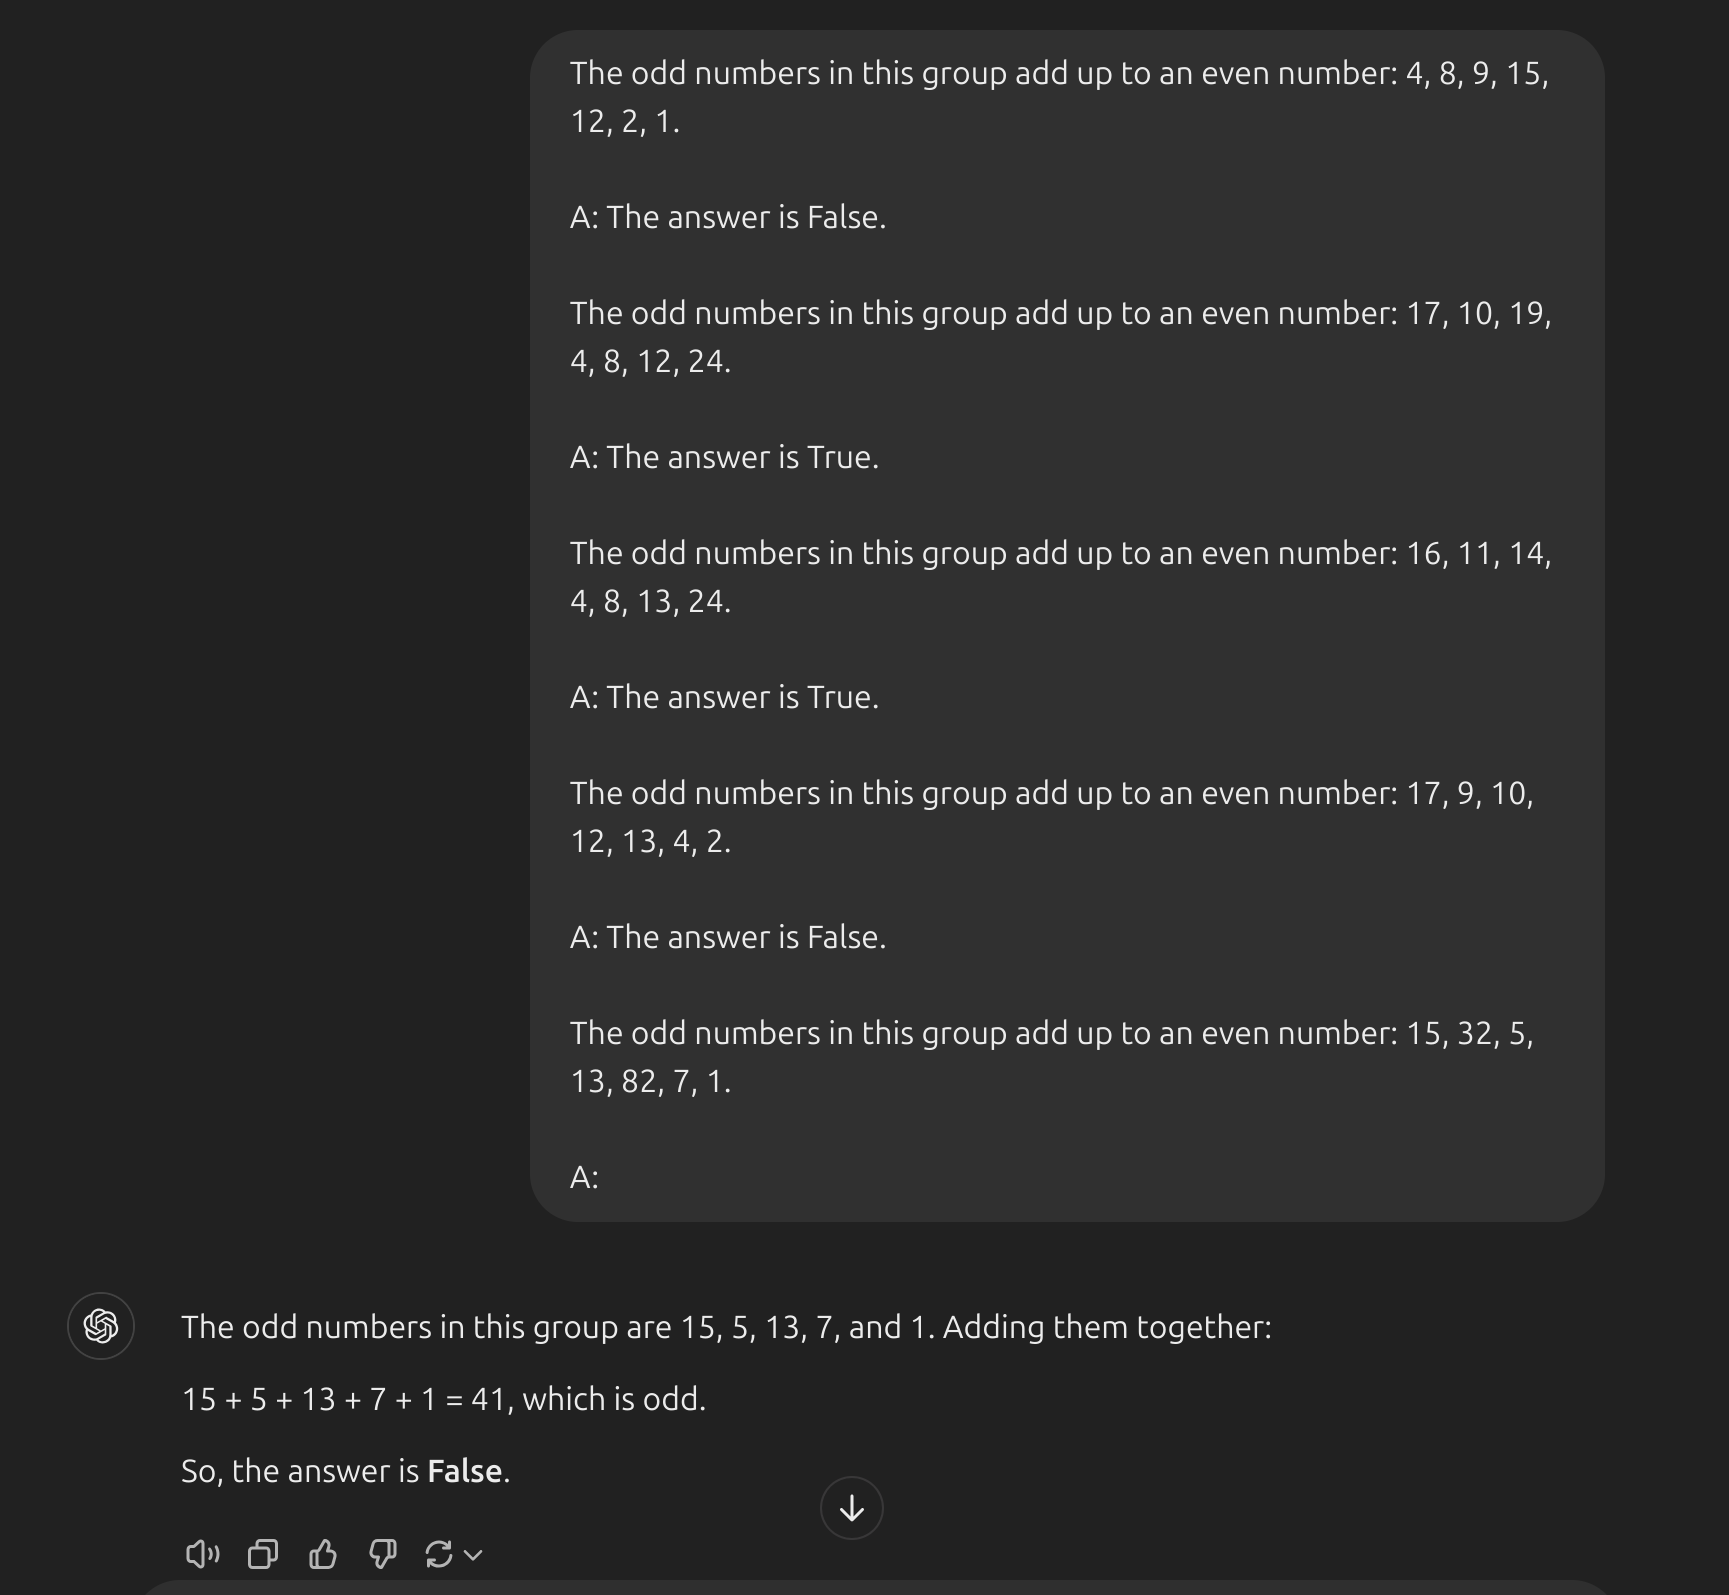 The odd numbers in this group add up to an even number: 4, 8, 9, 15,
12, 2, 1.
A: The answer is False.
The odd numbers in this group add up to an even number: 17, 10, 19,
4, 8, 12, 24.
A: The answer is True.
The odd numbers in this group add up to an even number: 16, 11, 14,
4, 8, 13, 24.
A: The answer is True.
The odd numbers in this group add up to an even number: 17, 9, 10,
12, 13, 4, 2.
A: The answer is False.
The odd numbers in this group add up to an even number: 15, 32, 5,
13, 82, 7, 1.
A:
The odd numbers in this group are 15, 5, 13, 7, and 1. Adding them together:
15 + 5 + 13 + 7 + 1 = 41, which is odd.
So, the answer is False.